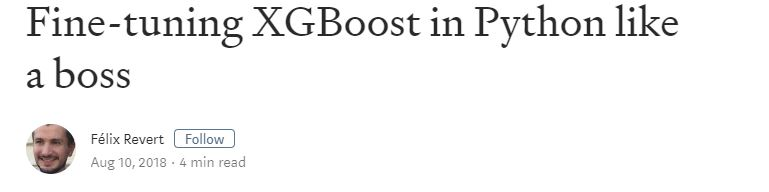 Fine-tuning XGBoost in Python like
a boss
Félix Revert Follow
Aug 10, 2018 · 4 min read